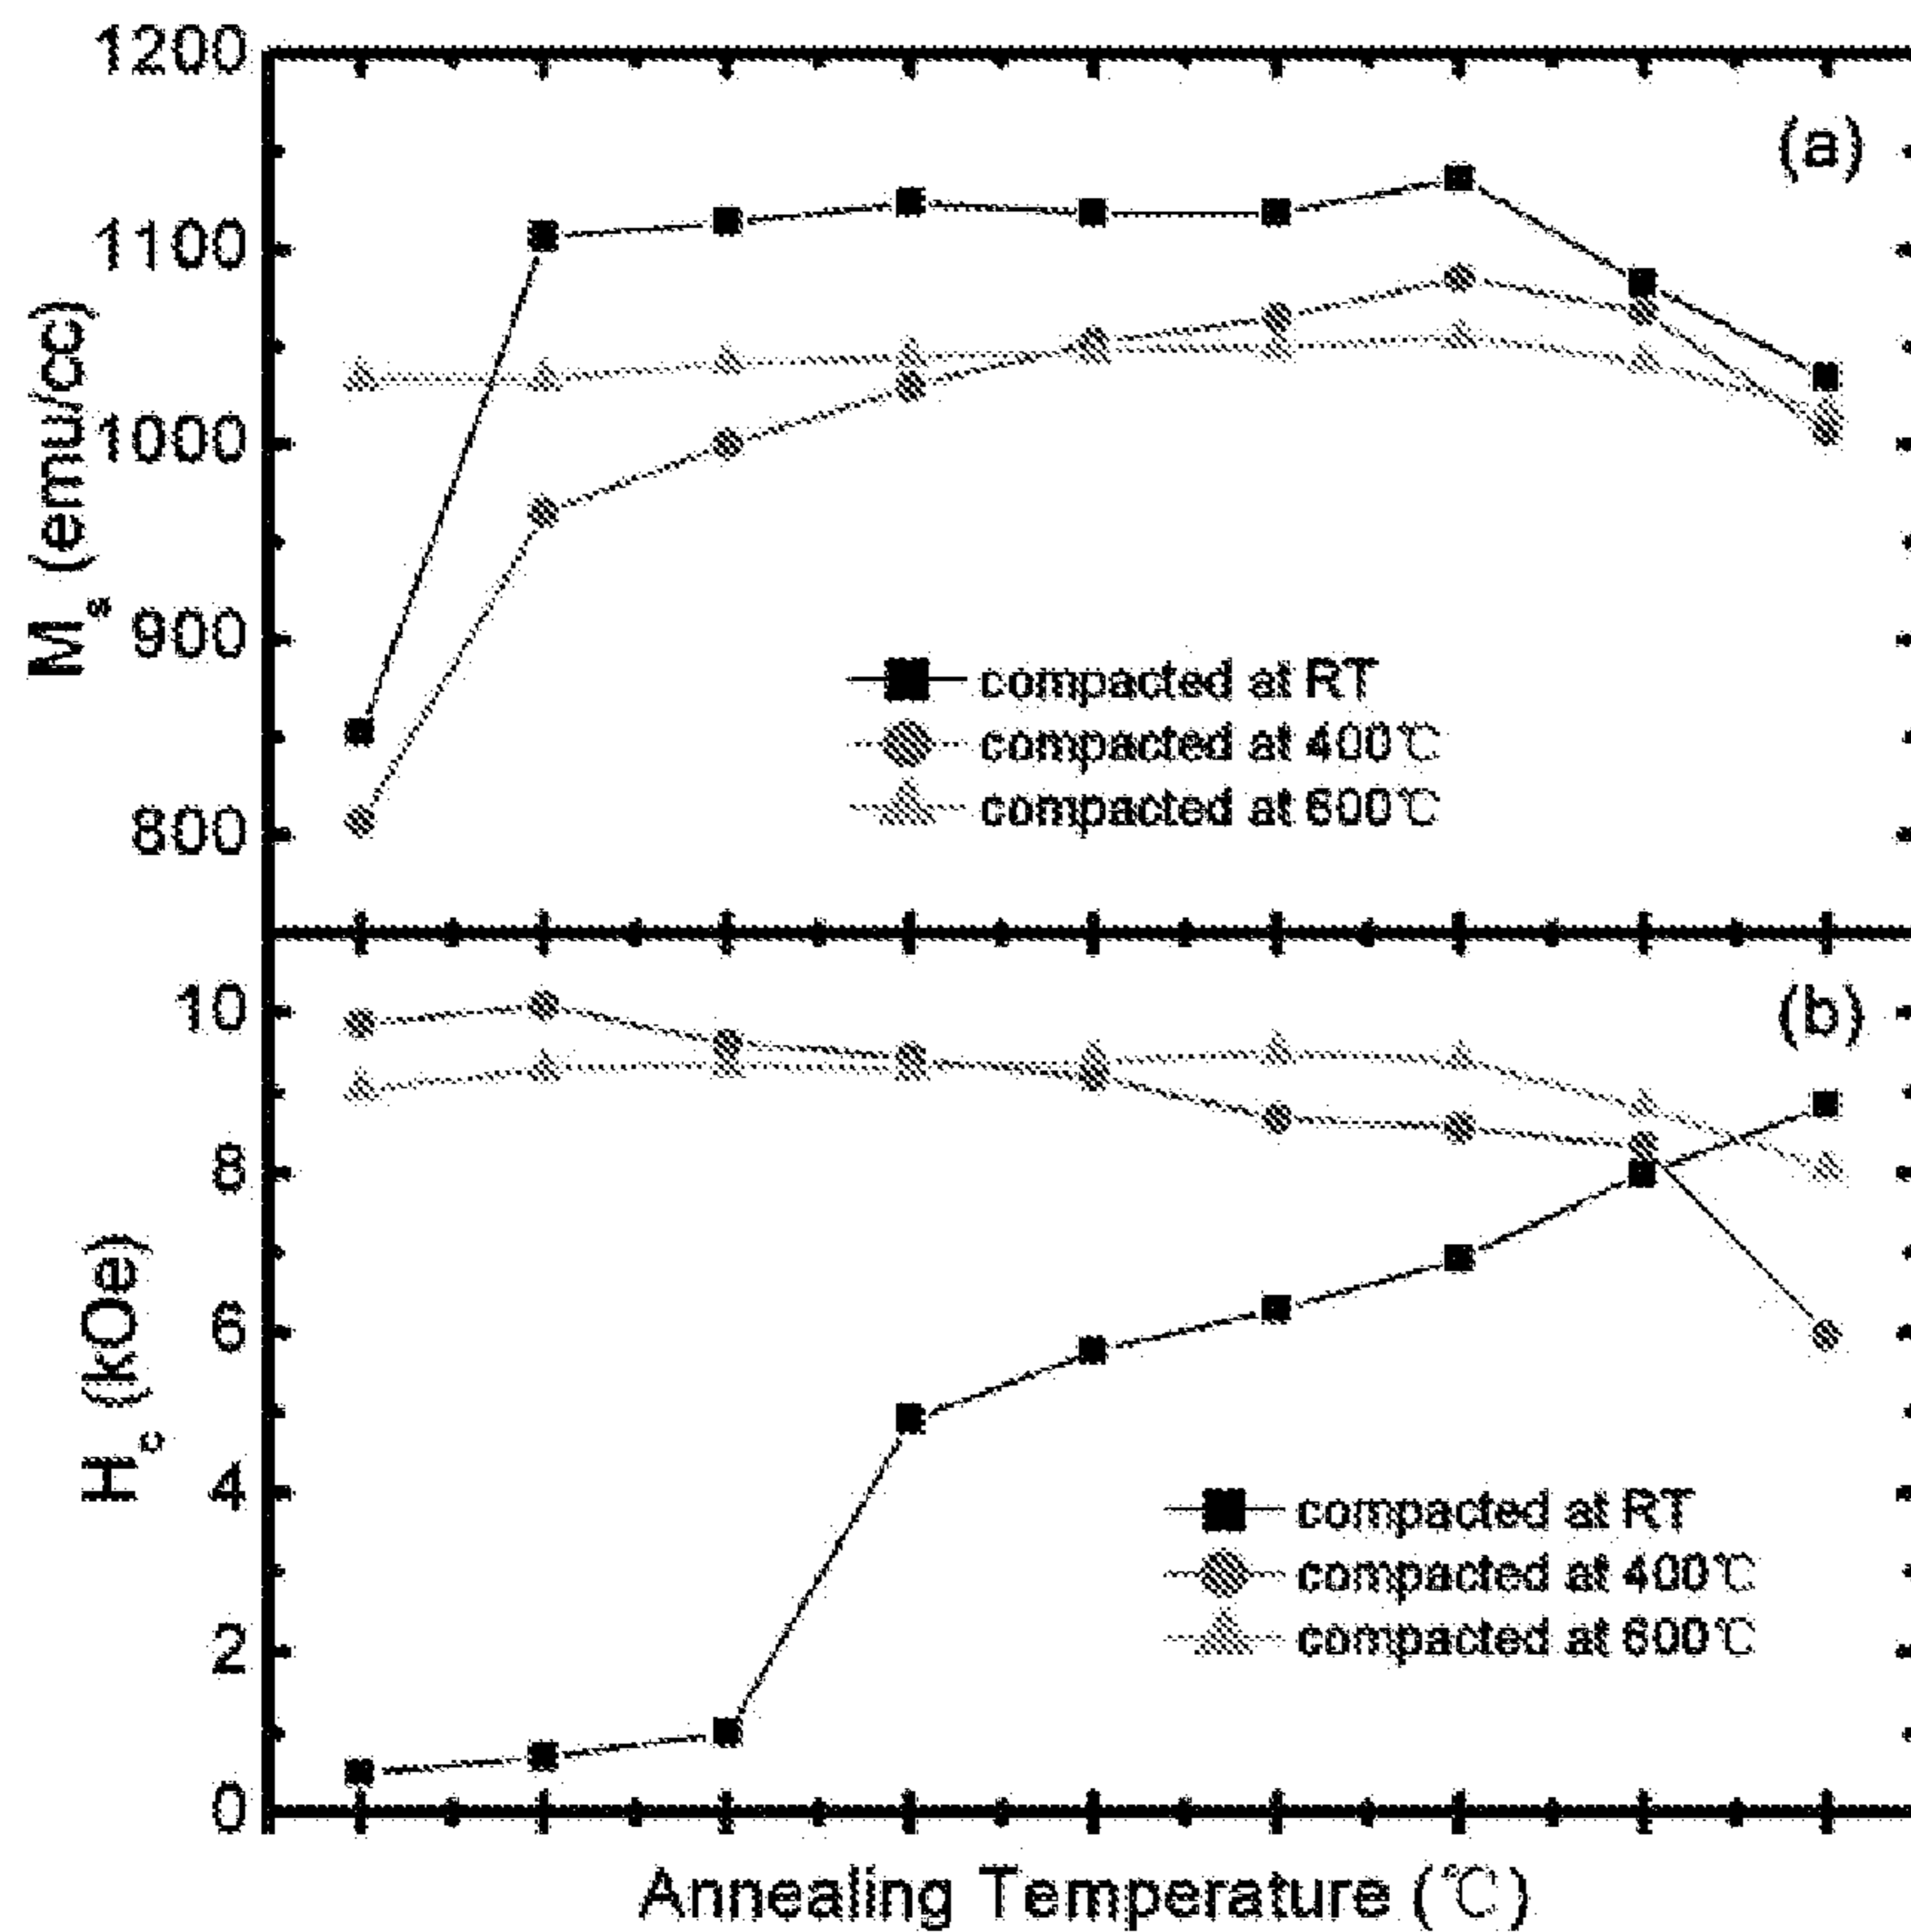 1200
(a)
1100
1000
900
800
M_s (emu/cc)
compacted at RT
compacted at 400℃
compacted at 600℃
10
(b)
8
6
4
2
0
H_c (kOe)
compacted at RT
compacted at 400℃
compacted at 600℃
Annealing Temperature (℃)